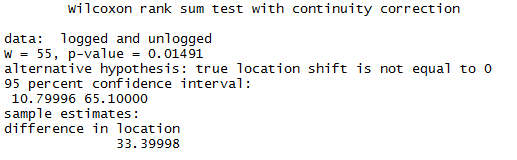 wilcoxon rank sum test with continuity correction
data:  logged and unlogged
w = 55, p-value = 0.01491
alternative hypothesis: true location shift is not equal to 0
95 percent confidence interval:
 10.79996 65.10000
sample estimates:
difference in location
              33.39998